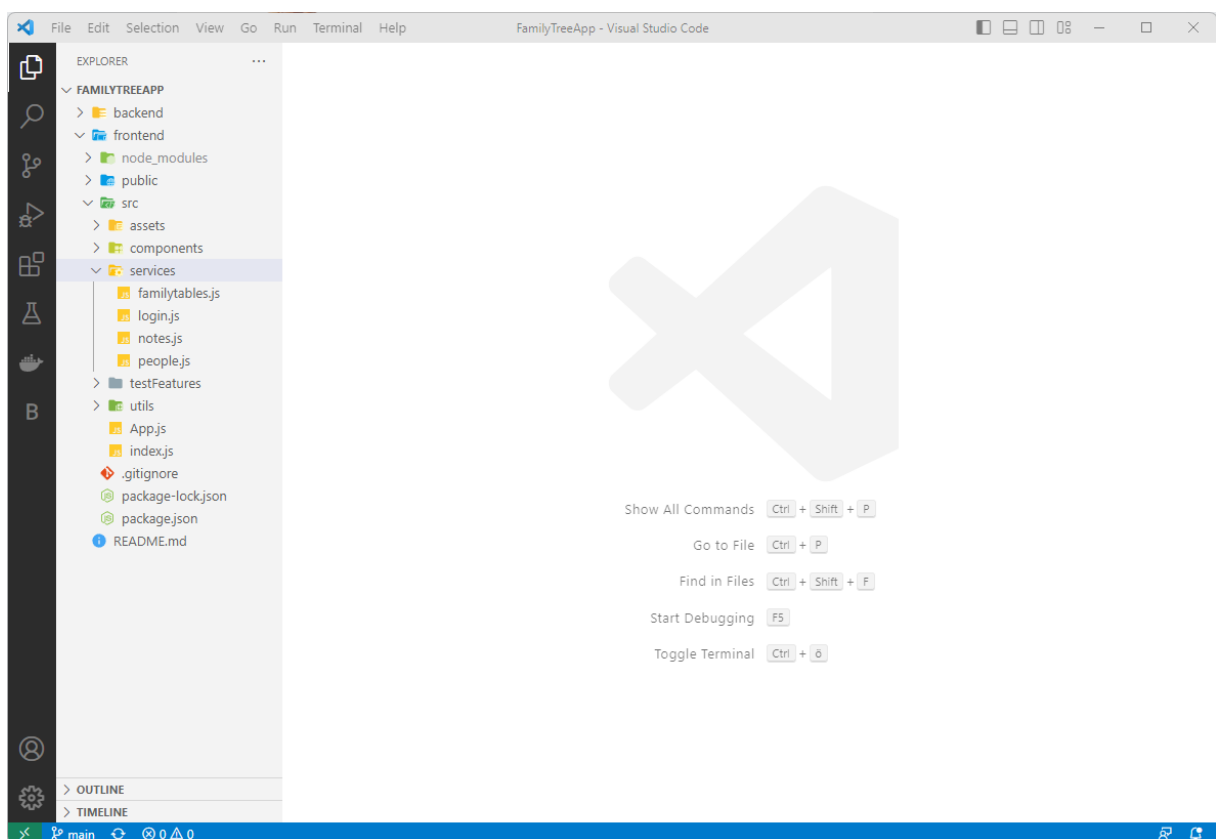 File Edit Selection View Go Run Terminal Help FamilyTreeApp - Visual Studio Code
EXPLORER
FAMILYTREEAPP
backend
frontend
node_modules
public
src
assets
components
services
familytables.js
login.js
notes.js
people.js
testFeatures
utils
App.js
index.js
.gitignore
package-lock.json
package.json
README.md
B
Show All Commands Ctrl + Shift + P
Go to File Ctrl + P
Find in Files Ctrl + Shift + F
Start Debugging F5
Toggle Terminal Ctrl + ö
OUTLINE
TIMELINE
main 0 0